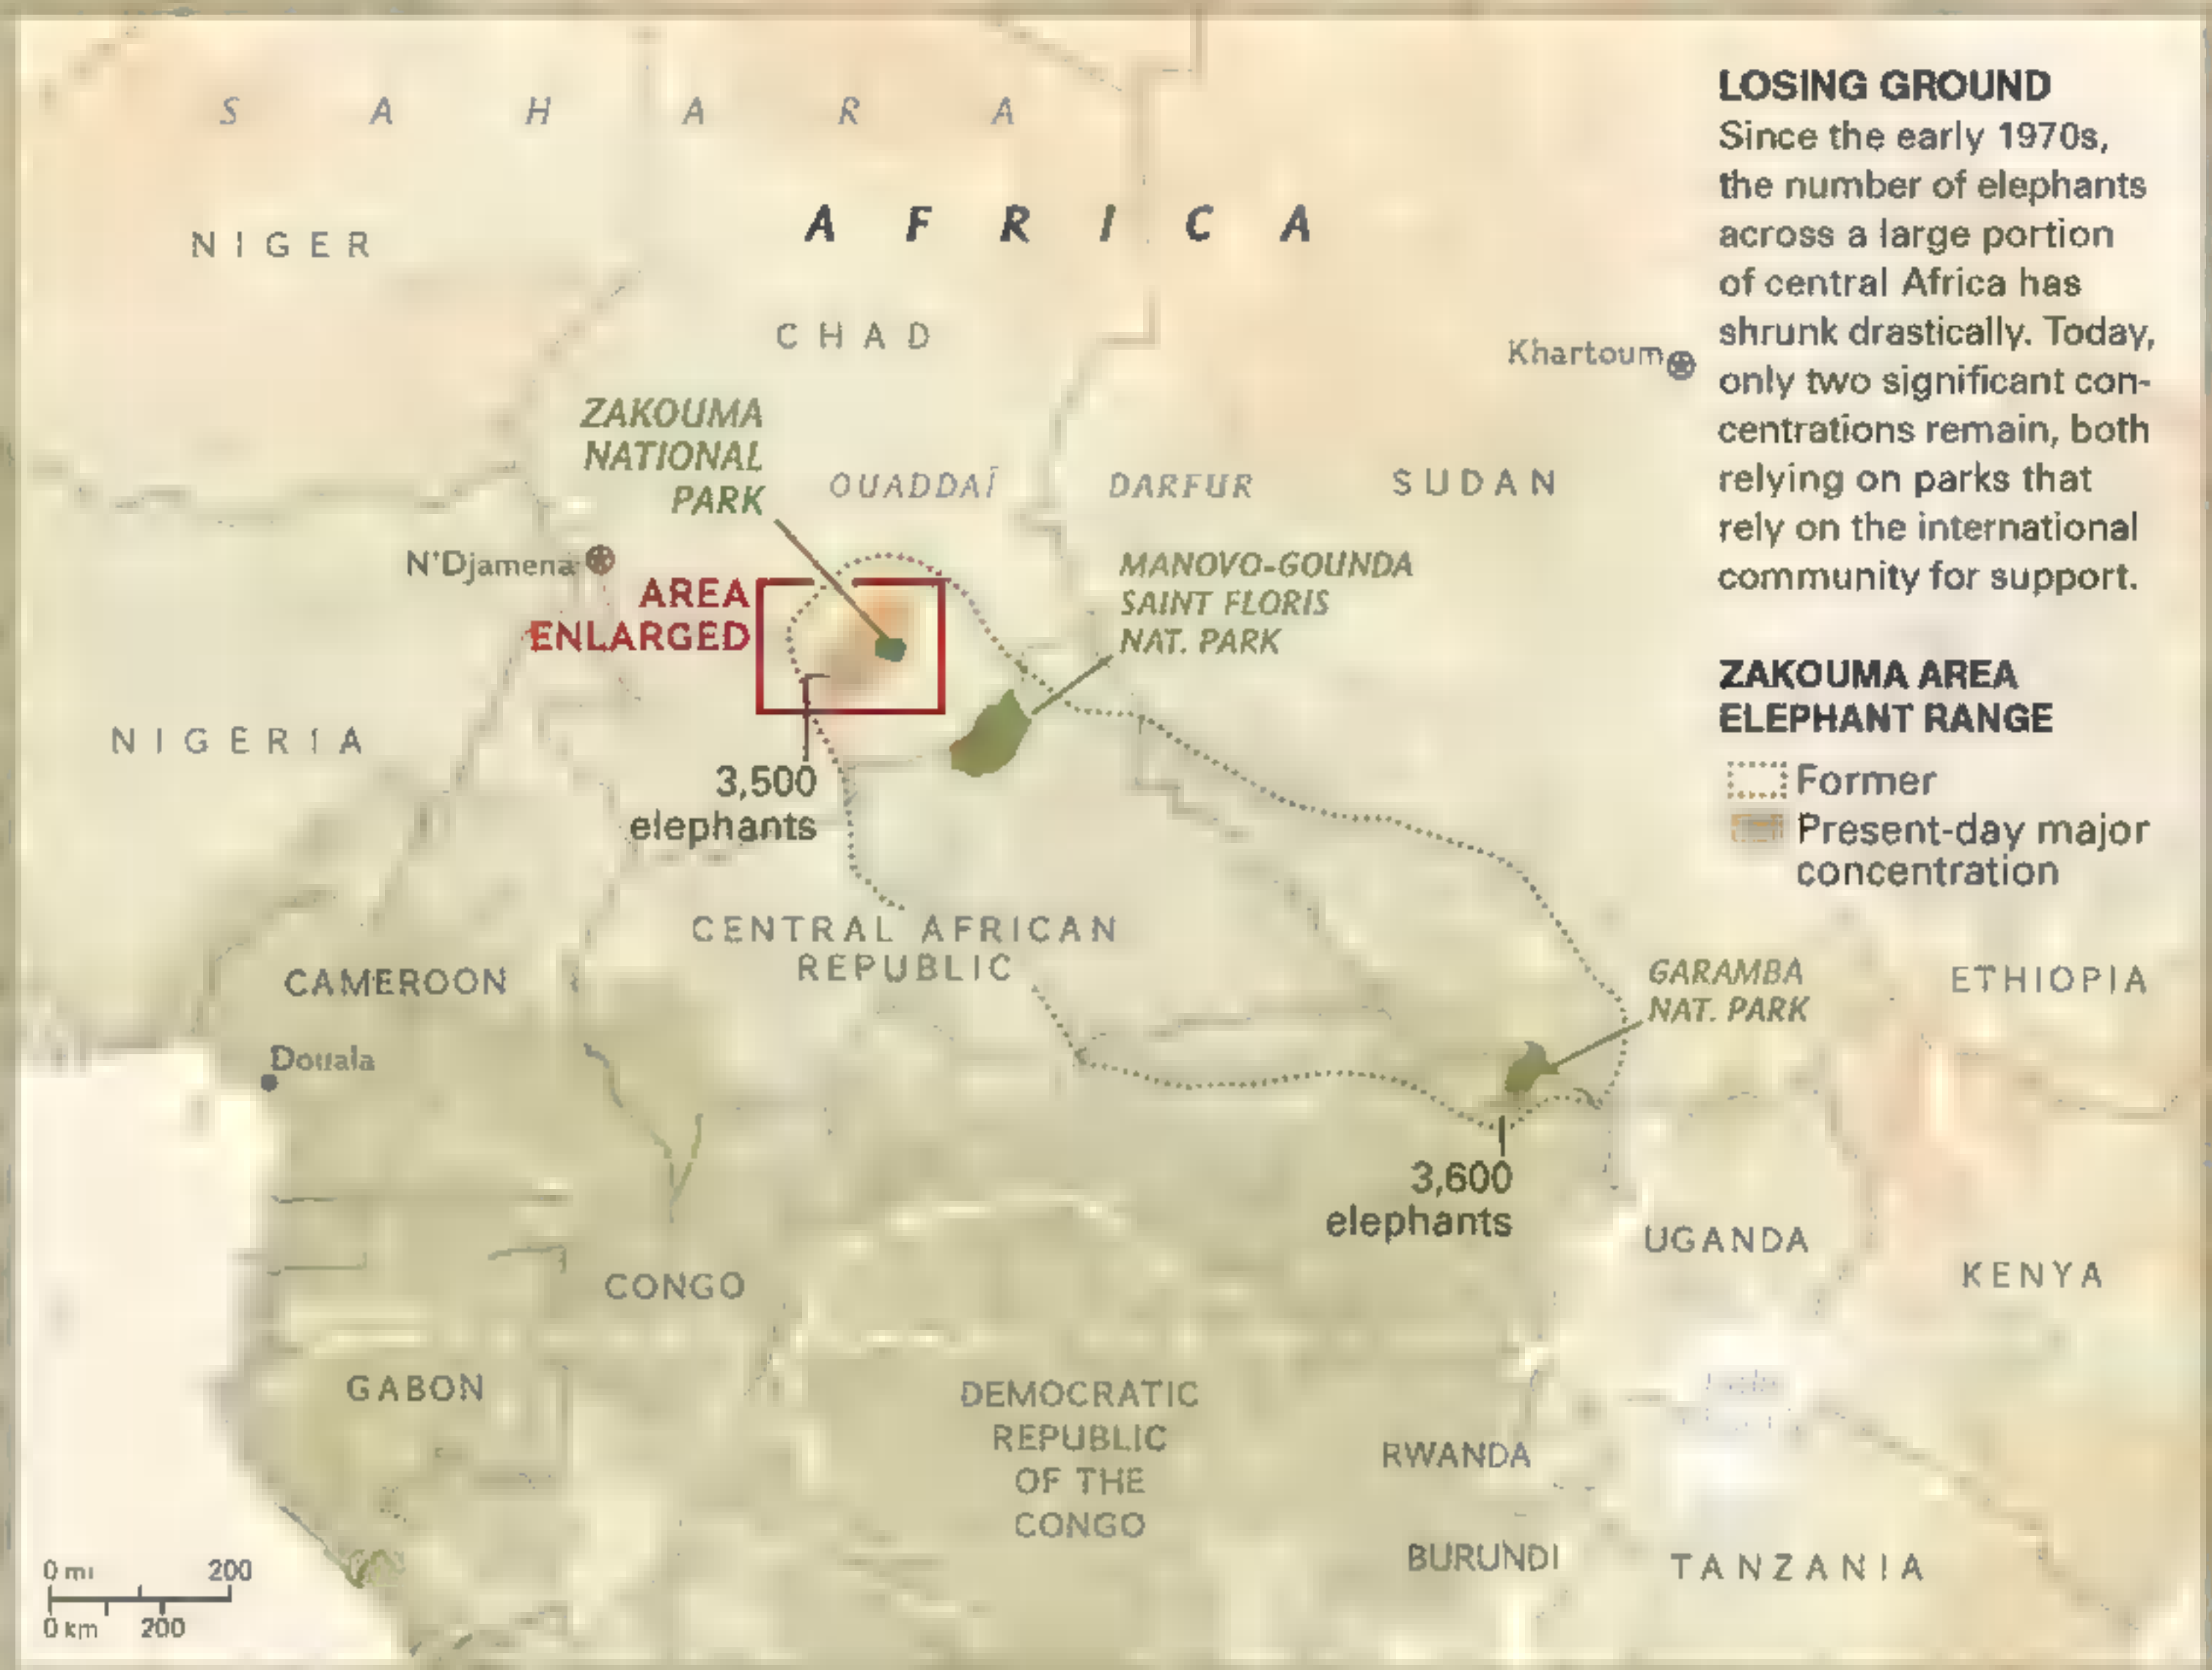 S A H A R A
A F R I C A
NIGER
CHAD
Khartoum
ZAKOUMA
NATIONAL
PARK
OUADDAÏ
DARFUR
SUDAN
N'Djamena
AREA
ENLARGED
MANOVO-GOUNDA
SAINT FLORIS
NAT. PARK
NIGERIA
3,500
elephants
CENTRAL AFRICAN
REPUBLIC
CAMEROON
Douala
GARAMBA
NAT. PARK
ETHIOPIA
3,600
elephants
UGANDA
KENYA
CONGO
GABON
DEMOCRATIC
REPUBLIC
OF THE
CONGO
RWANDA
BURUNDI
TANZANIA
0 mi 200
0 km 200
LOSING GROUND
Since the early 1970s,
the number of elephants
across a large portion
of central Africa has
shrunk drastically. Today,
only two significant con-
centrations remain, both
relying on parks that
rely on the international
community for support.
ZAKOUMA AREA
ELEPHANT RANGE
Former
Present-day major
concentration